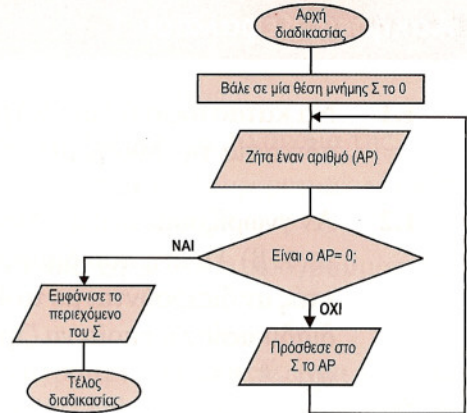 Αρχή
διαδικασίας
Βάλε σε μία θέση μνήμης Σ το 0
Ζήτα έναν αριθμό (ΑΡ)
Είναι ο ΑΡ= 0;
ΝΑΙ
Εμφάνισε το
περιεχόμενο
του Σ
Τέλος
διαδικασίας
ΟΧΙ
Πρόσθεσε στο
Σ το ΑΡ